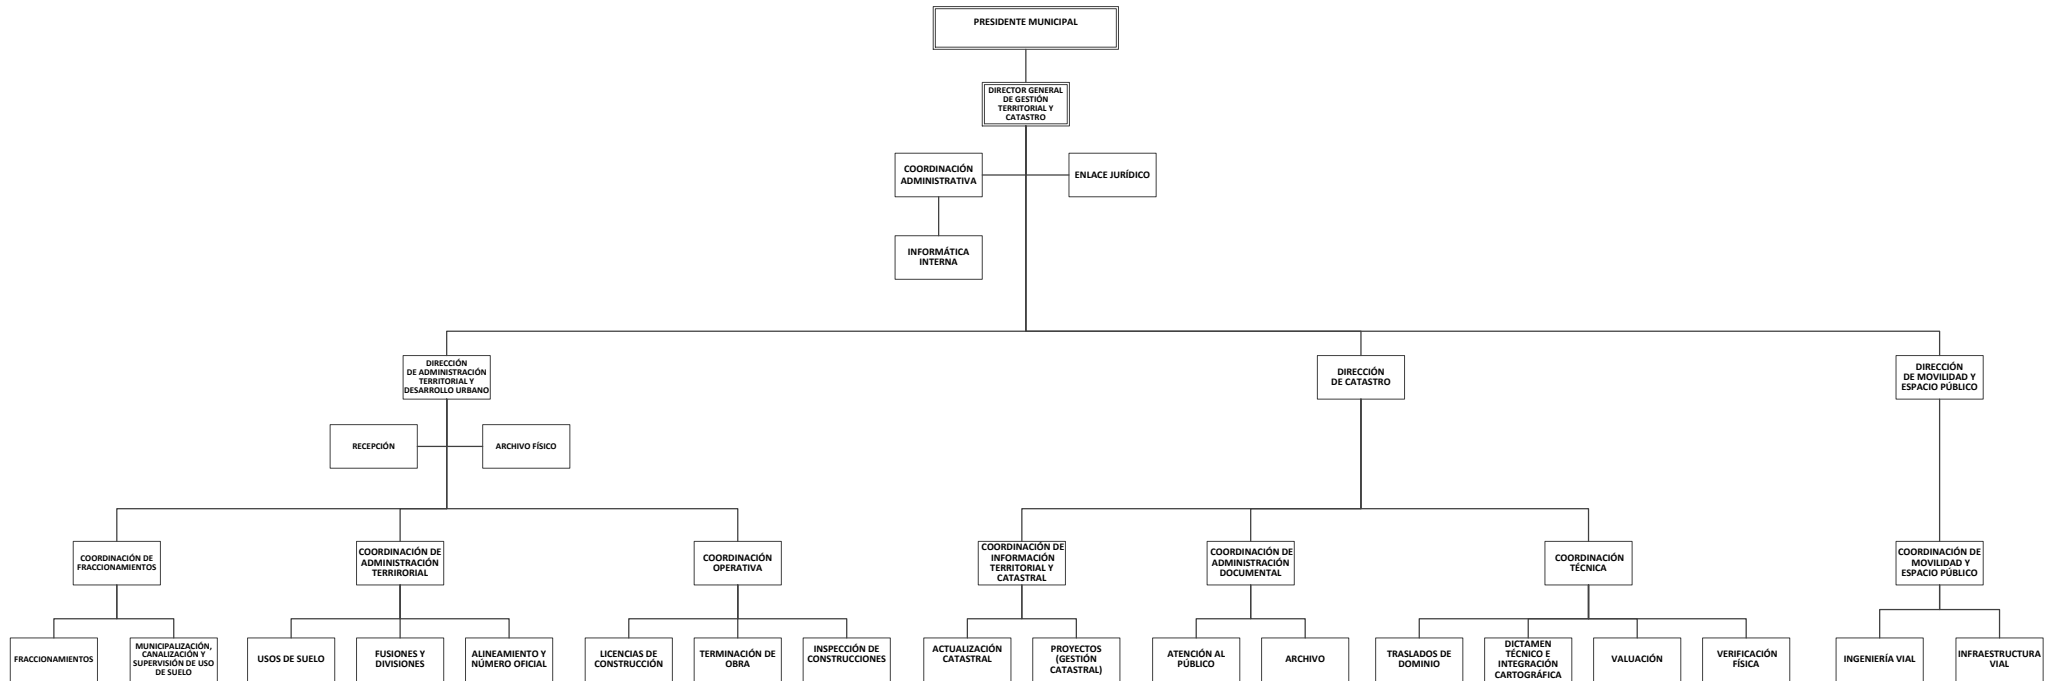 PRESIDENTE MUNICIPAL
DIRECTOR GENERAL
DE GESTIÓN
TERRITORIAL Y
CATASTRO
COORDINACIÓN
ADMINISTRATIVA
ENLACE JURÍDICO
INFORMÁTICA
INTERNA
DIRECCIÓN
DE ADMINISTRACIÓN
TERRITORIAL Y
DESARROLLO URBANO
DIRECCIÓN
DE CATASTRO
DIRECCIÓN
DE MOVILIDAD Y
ESPACIO PÚBLICO
RECEPCIÓN
ARCHIVO FÍSICO
COORDINACIÓN DE
FRACCIONAMIENTOS
COORDINACIÓN DE
ADMINISTRACIÓN
TERRIRORIAL
COORDINACIÓN
OPERATIVA
COORDINACIÓN DE
INFORMACIÓN
TERRITORIAL Y
CATASTRAL
COORDINACIÓN DE
ADMINISTRACIÓN
DOCUMENTAL
COORDINACIÓN
TÉCNICA
COORDINACIÓN DE
MOVILIDAD Y
ESPACIO PÚBLICO
FRACCIONAMIENTOS
MUNICIPALIZACIÓN,
CANALIZACIÓN Y
SUPERVISIÓN DE USO
DE SUELO
USOS DE SUELO
FUSIONES Y
DIVISIONES
ALINEAMIENTO Y
NÚMERO OFICIAL
LICENCIAS DE
CONSTRUCCIÓN
TERMINACIÓN DE
OBRA
INSPECCIÓN DE
CONSTRUCCIONES
ACTUALIZACIÓN
CATASTRAL
PROYECTOS
(GESTIÓN
CATASTRAL)
ATENCIÓN AL
PÚBLICO
ARCHIVO
TRASLADOS DE
DOMINIO
DICTAMEN
TÉCNICO E
INTEGRACIÓN
CARTOGRÁFICA
VALUACIÓN
VERIFICACIÓN
FÍSICA
INGENIERÍA VIAL
INFRAESTRUCTURA
VIAL